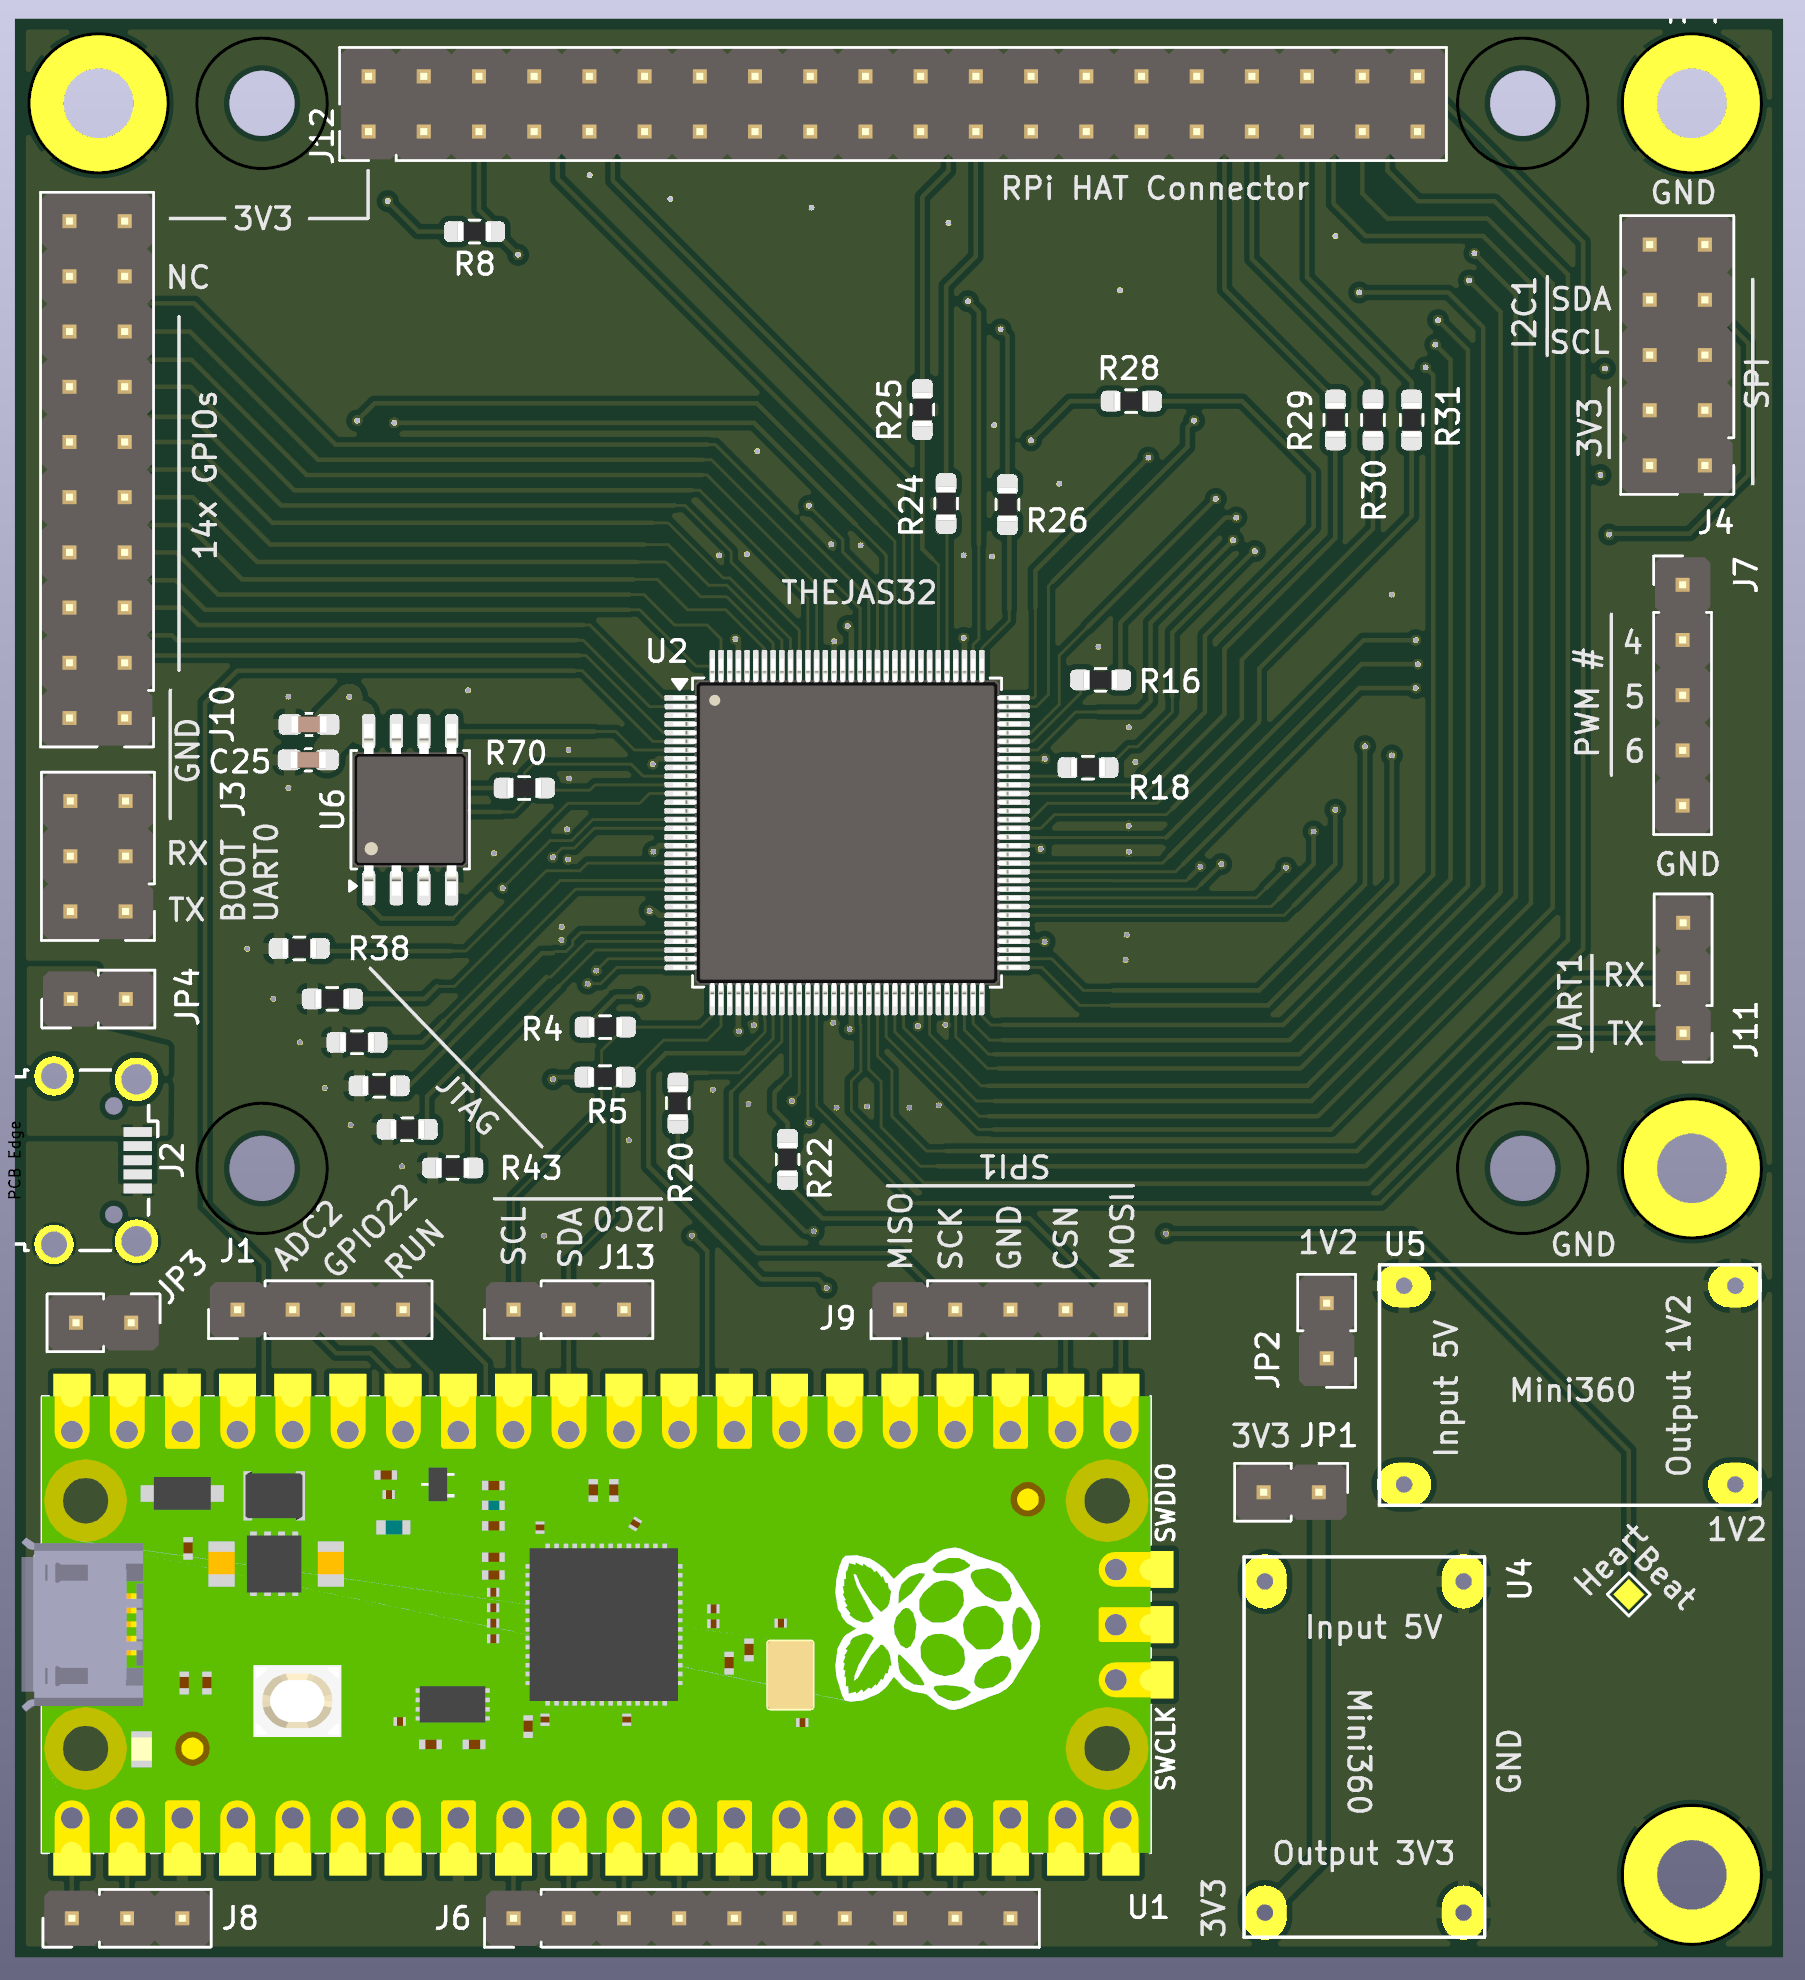 J12
3V3
R8
RPi HAT Connector
GND
NC
14x GPIOs
I2C1
SDA
SCL
3V3
SPI
J4
R25
R28
R29
R30
R31
R24
R26
THEJAS32
U2
J7
PWM #
4
5
6
GND
R16
R18
J10
GND
C25
R70
U6
J3
BOOT
UART0
RX
TX
R38
JP4
R4
R5
JTAG
R43
R20
R22
UART1
RX
TX
J11
PCB Edge
J2
JP3
J1
ADC2
GPIO22
RUN
SCL
SDA
I2C0
J13
SPI1
MISO
SCK
GND
CSN
MOSI
J9
1V2
U5
GND
JP2
Input 5V
Mini360
Output 1V2
3V3
JP1
1V2
SWDIO
SWCLK
Heart
Beat
U4
Input 5V
Mini360
GND
Output 3V3
3V3
J8
J6
U1